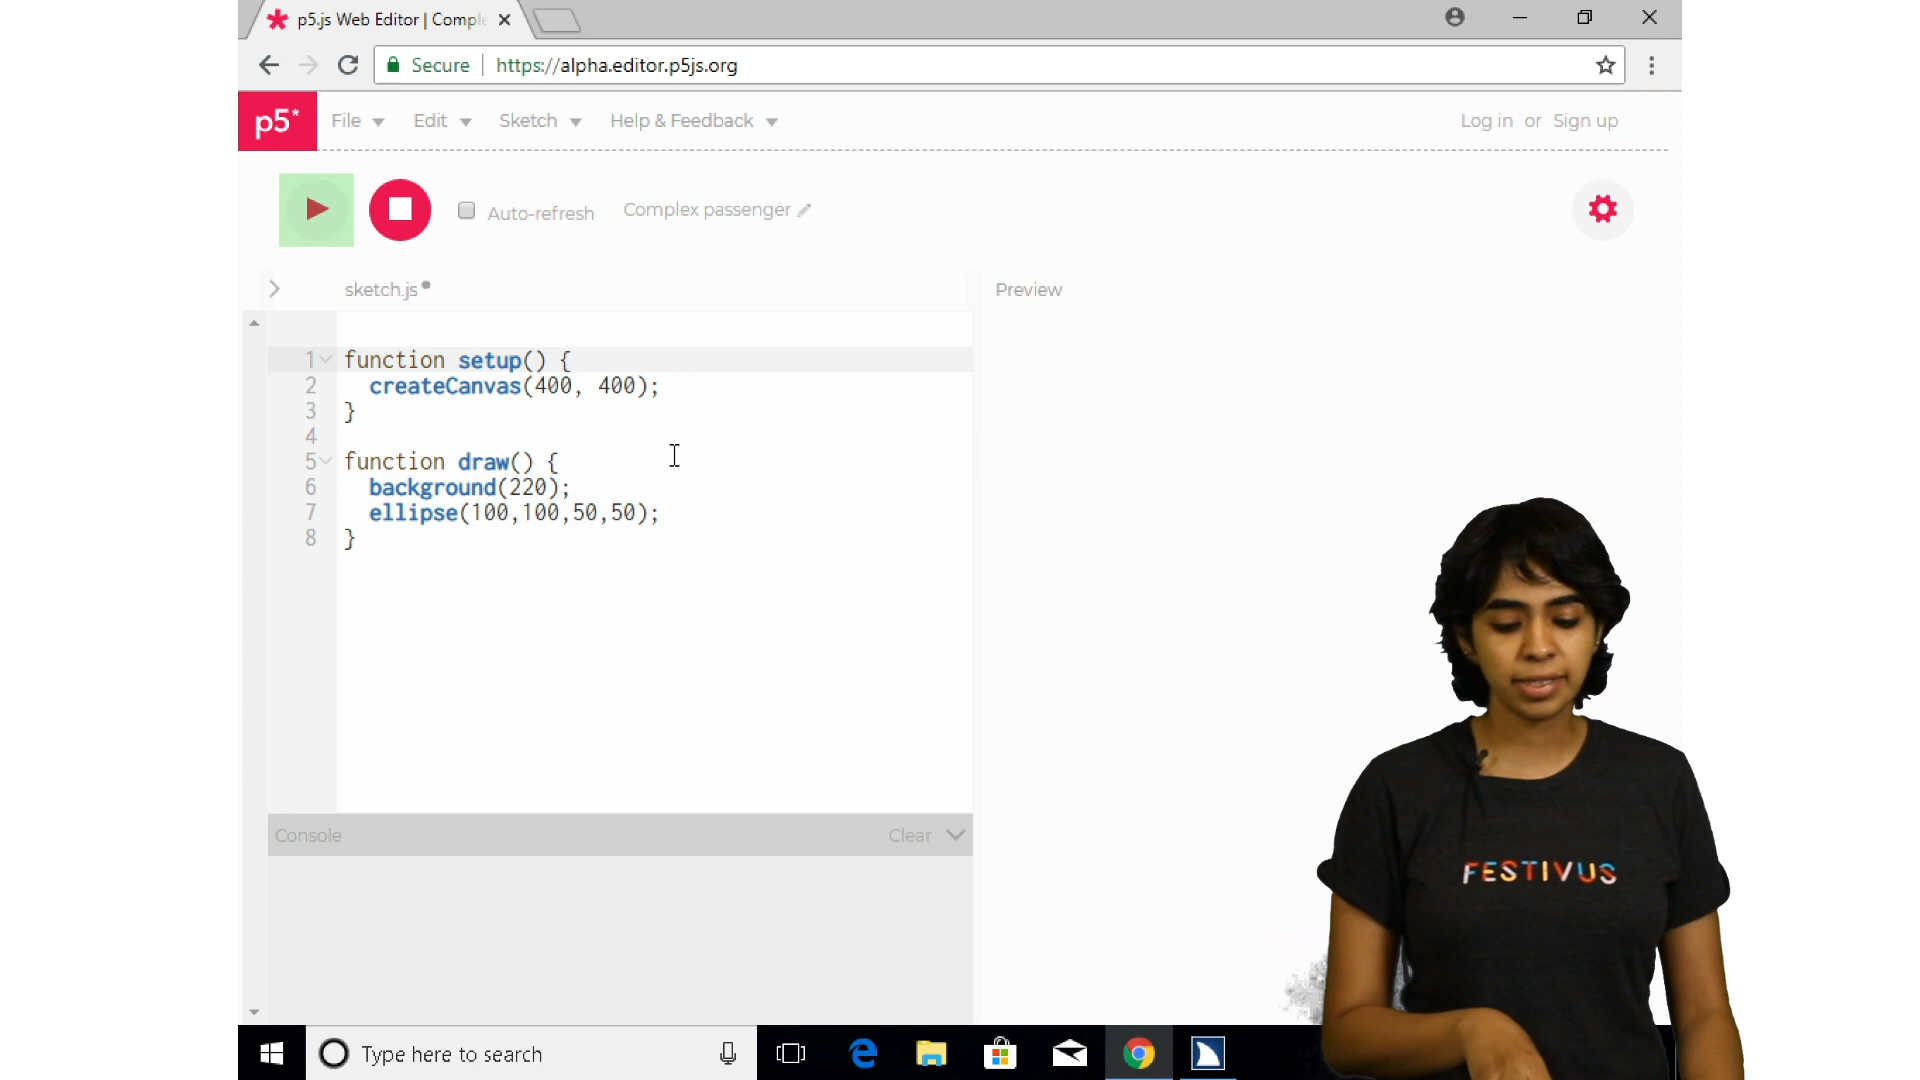 p5.js Web Editor | Comple
Secure https://alpha.editor.p5js.org
p5* File Edit Sketch Help & Feedback Log in or Sign up
Auto-refresh Complex passenger
sketch.js Preview
1 function setup() {
2 createCanvas(400, 400);
3 }
4
5 function draw() {
6 background(220);
7 ellipse(100,100,50,50);
8 }
Console Clear
FESTIVUS
Type here to search